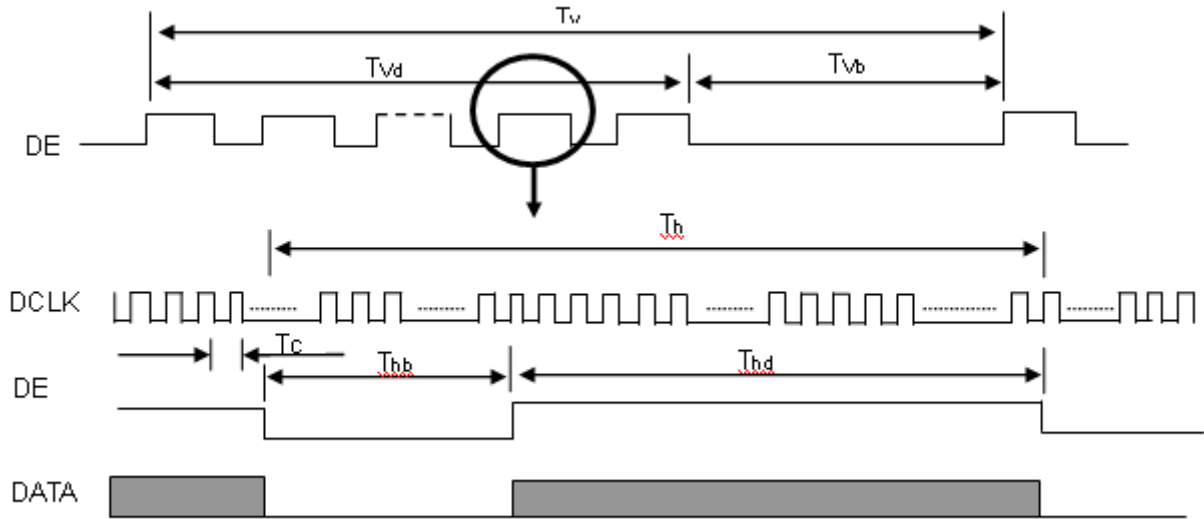 Tv
Tvd
Tvb
DE
Th
DCLK
Tc
Thb
Thd
DE
DATA